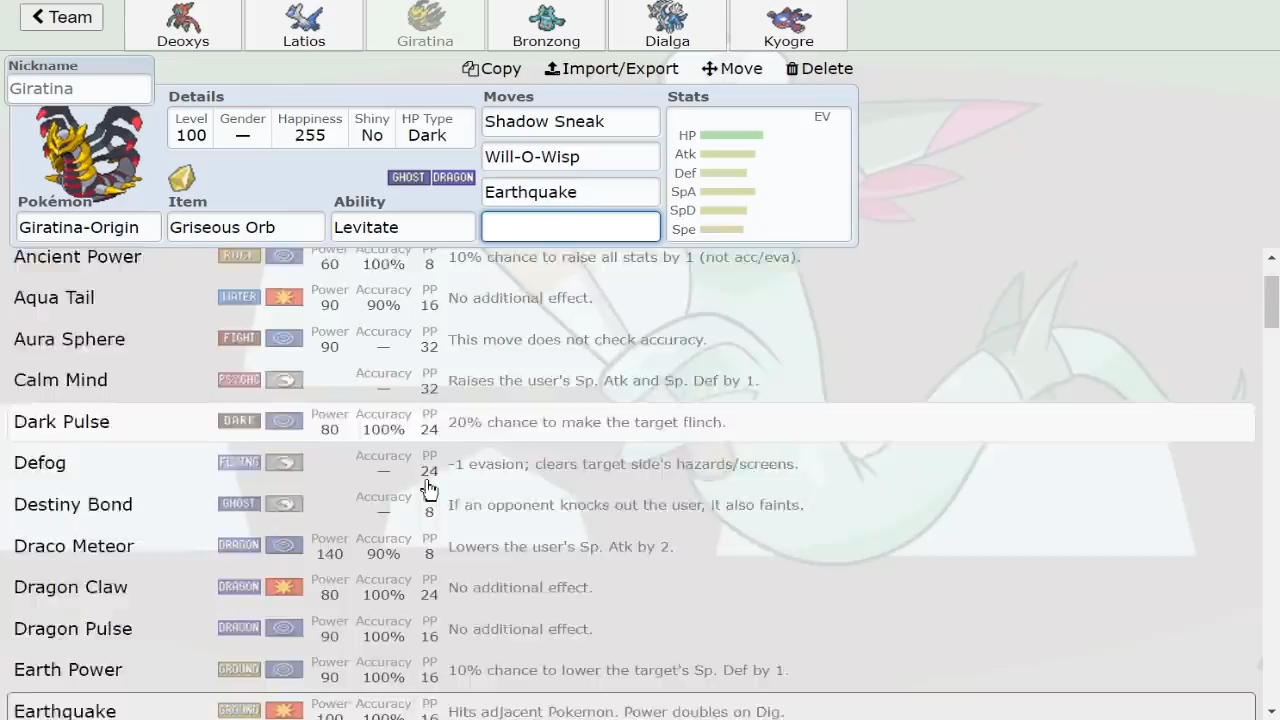 Team
Deoxys
Latios
Giratina
Bronzong
Dialga
Kyogre
Copy
Import/Export
Move
Delete
Nickname
Giratina
Details
Level
100
Gender
—
Happiness
255
Shiny
No
HP Type
Dark
GHOST DRAGON
Pokémon
Giratina-Origin
Item
Griseous Orb
Ability
Levitate
Moves
Shadow Sneak
Will-O-Wisp
Earthquake
Stats
EV
HP
Atk
Def
SpA
SpD
Spe
Ancient Power ROCK Power 60 Accuracy 100% PP 8 10% chance to raise all stats by 1 (not acc/eva).
Aqua Tail WATER Power 90 Accuracy 90% PP 16 No additional effect.
Aura Sphere FIGHT Power 90 Accuracy — PP 32 This move does not check accuracy.
Calm Mind PSYCHC Accuracy — PP 32 Raises the user's Sp. Atk and Sp. Def by 1.
Dark Pulse DARK Power 80 Accuracy 100% PP 24 20% chance to make the target flinch.
Defog FLYING Accuracy — PP 24 -1 evasion; clears target side's hazards/screens.
Destiny Bond GHOST Accuracy — 8 If an opponent knocks out the user, it also faints.
Draco Meteor DRAGON Power 140 Accuracy 90% PP 8 Lowers the user's Sp. Atk by 2.
Dragon Claw DRAGON Power 80 Accuracy 100% PP 24 No additional effect.
Dragon Pulse DRAGON Power 90 Accuracy 100% PP 16 No additional effect.
Earth Power GROUND Power 90 Accuracy 100% PP 16 10% chance to lower the target's Sp. Def by 1.
Earthquake GROUND Power 100 Accuracy 100% PP 16 Hits adjacent Pokemon. Power doubles on Dig.